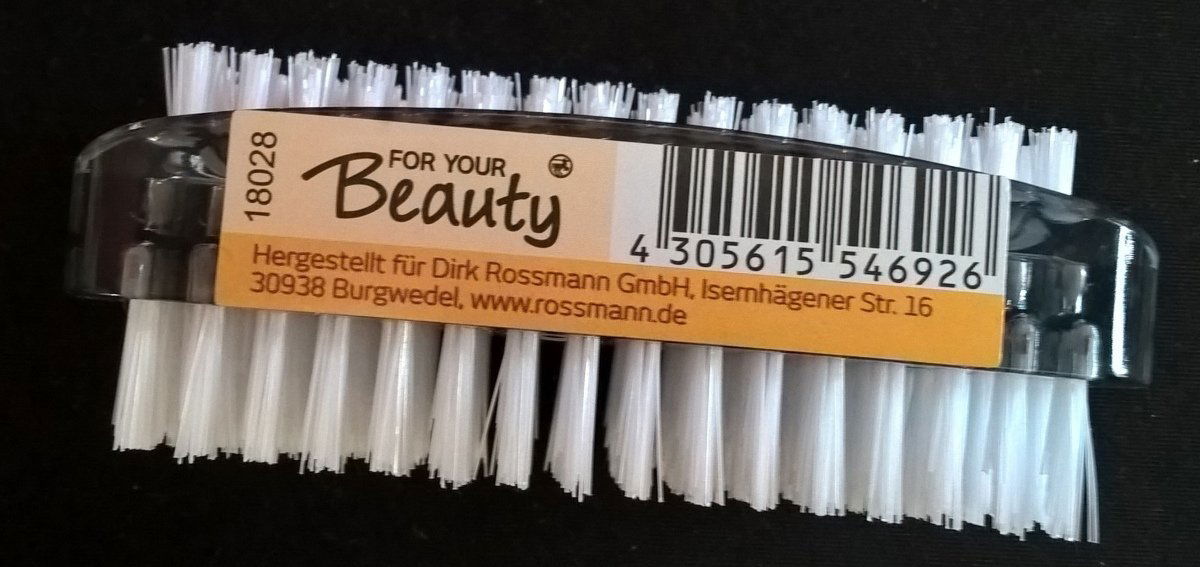 18028
FOR YOUR
Beauty
4 305615 546926
Hergestellt für Dirk Rossmann GmbH, Isernhägener Str. 16
30938 Burgwedel, www.rossmann.de